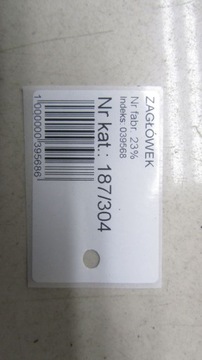 ZAGŁÓWEK
Nr fabr. 23%
Indeks: 039568
Nr kat.: 187/304
1000000395686